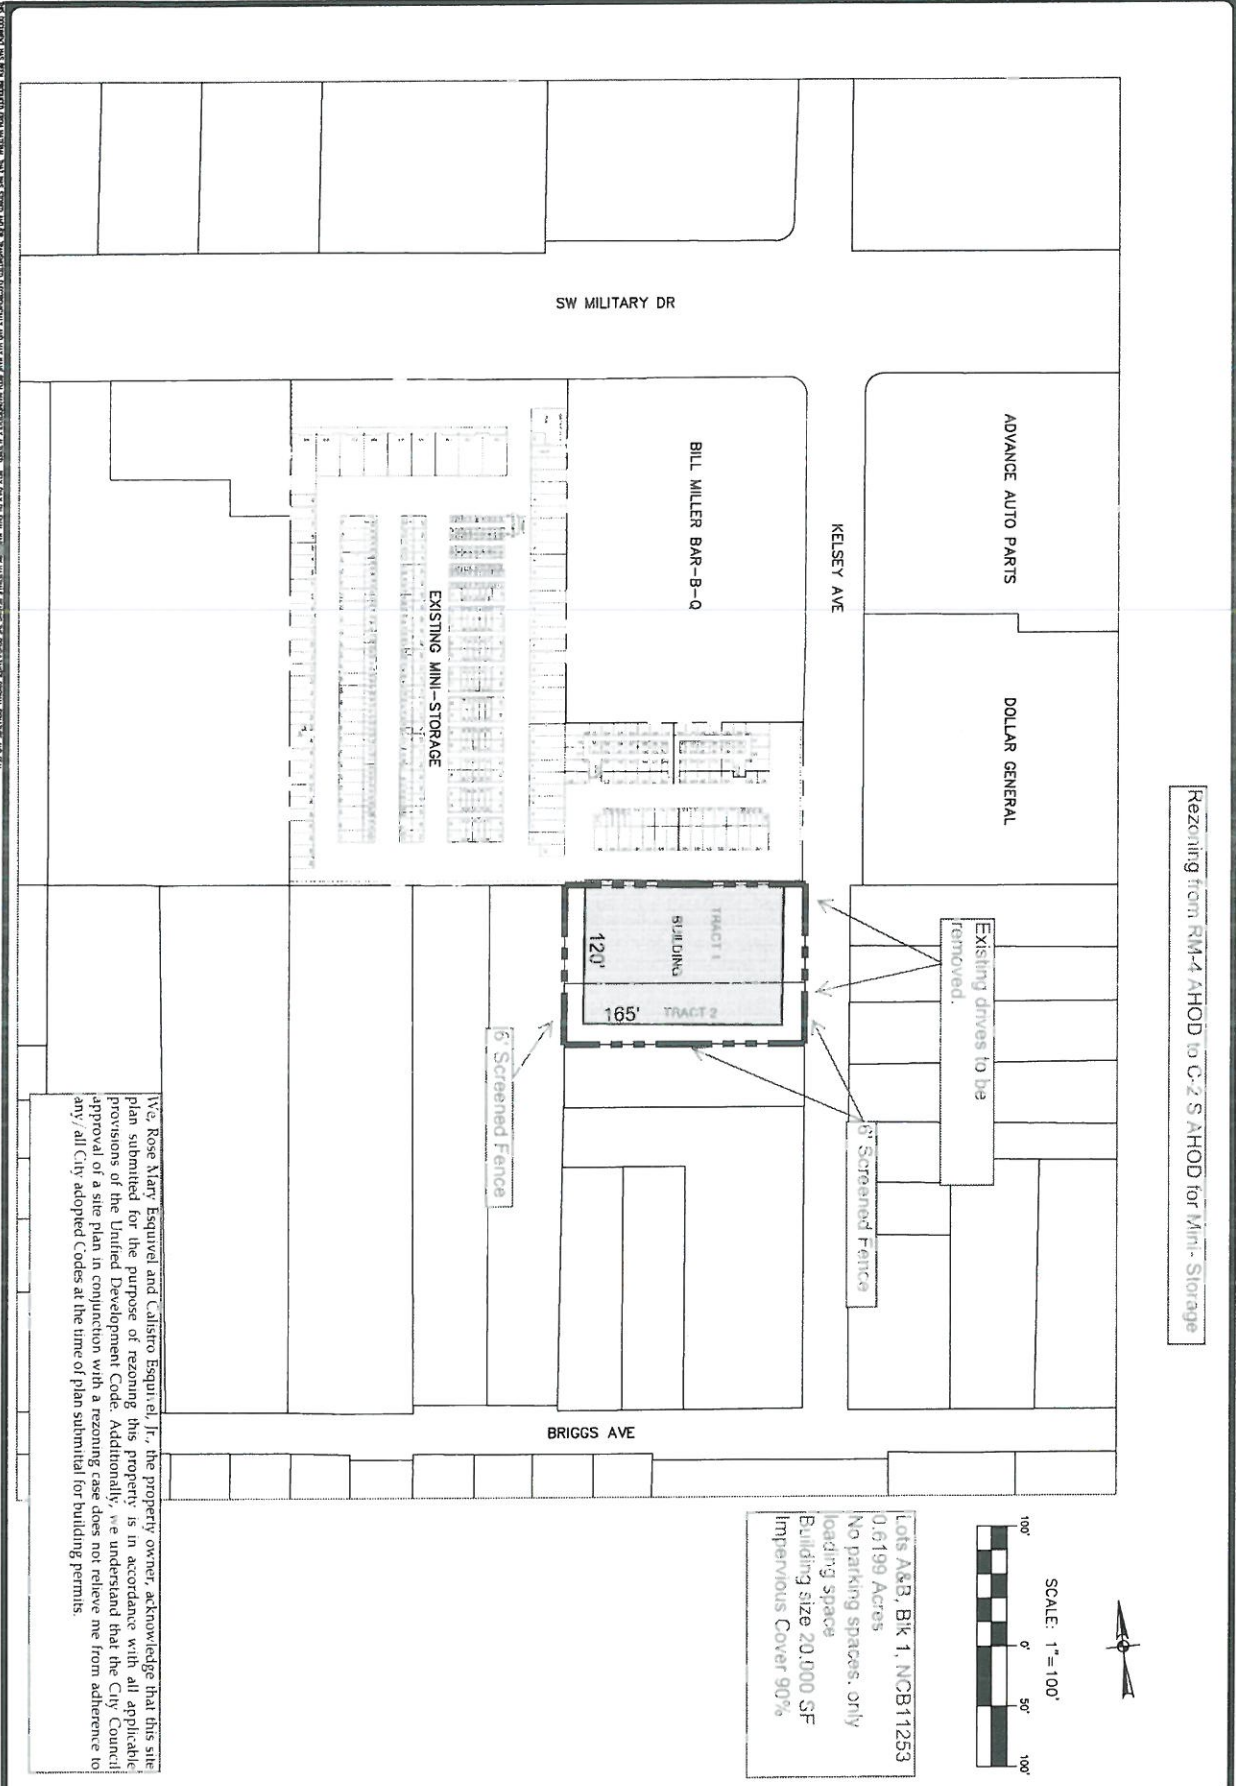 Rezoning from RM-4 AHOD to C-2 S AHOD for Mini- Storage
SCALE: 1"=100'
100'
0'
50'
100'
ADVANCE AUTO PARTS
DOLLAR GENERAL
Existing drives to be
removed.
6' Screened Fence
Lots A&B, Blk 1, NCB11253
0.6199 Acres
No parking spaces, only
loading space
Building size 20,000 SF
Impervious Cover 90%
KELSEY AVE
SW MILITARY DR
BILL MILLER BAR-B-Q
TRACT 1
BUILDING
TRACT 2
120'
165'
BRIGGS AVE
6' Screened Fence
EXISTING MINI-STORAGE
We, Rose Mary Esquivel and Calistro Esquivel, Jr., the property owner, acknowledge that this site
plan submitted for the purpose of rezoning this property is in accordance with all applicable
provisions of the Unified Development Code. Additionally, we understand that the City Council
approval of a site plan in conjunction with a rezoning case does not relieve me from adherence to
any/all City adopted Codes at the time of plan submittal for building permits.